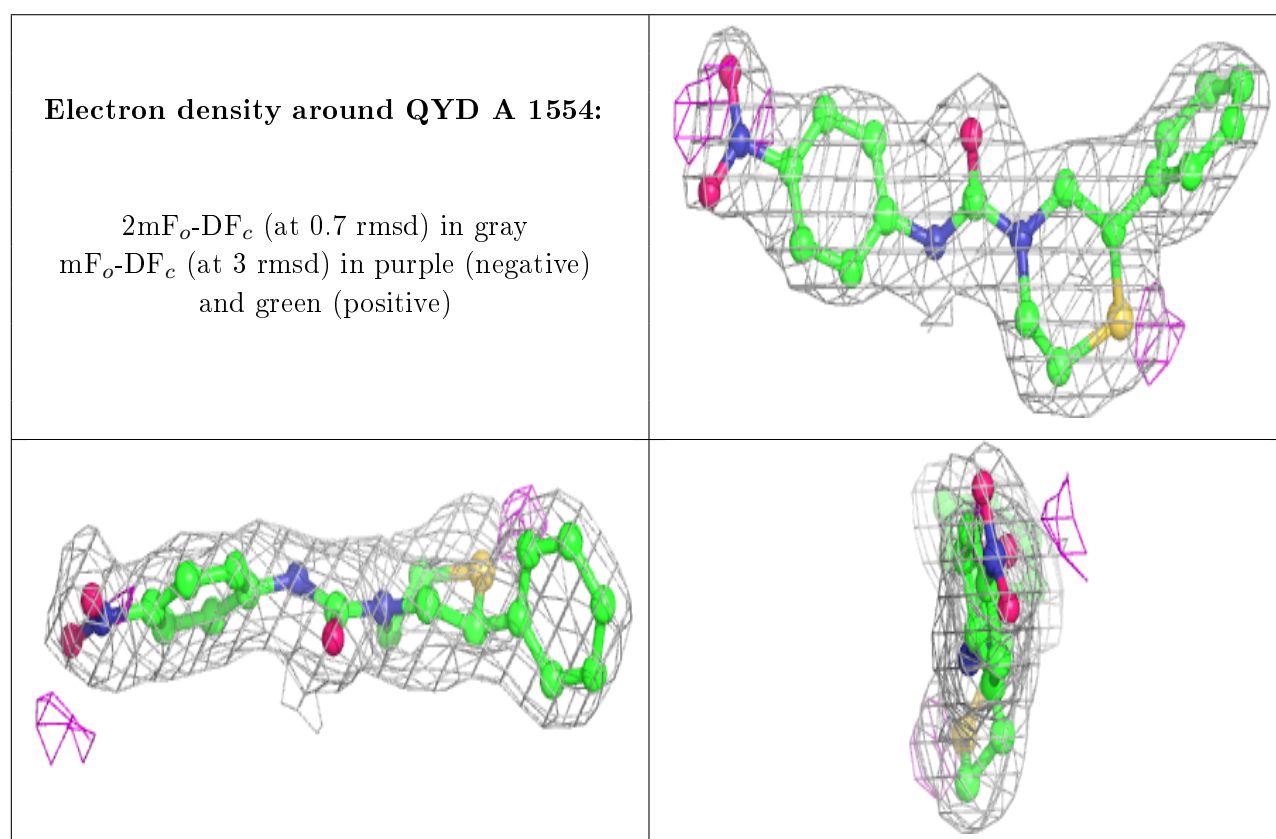 Electron density around QYD A 1554:
2mFo-DFc (at 0.7 rmsd) in gray
mFo-DFc (at 3 rmsd) in purple (negative)
and green (positive)